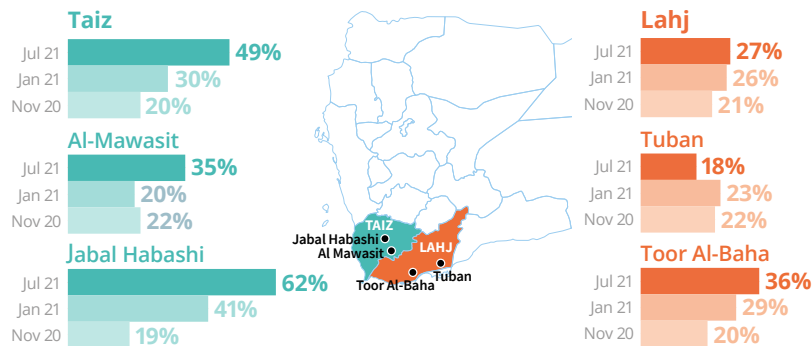 Taiz
Jul 21 49%
Jan 21 30%
Nov 20 20%
Al-Mawasit
Jul 21 35%
Jan 21 20%
Nov 20 22%
Jabal Habashi
Jul 21 62%
Jan 21 41%
Nov 20 19%
TAIZ
Jabal Habashi
Al Mawasit
LAHJ
Tuban
Toor Al-Baha
Lahj
Jul 21 27%
Jan 21 26%
Nov 20 21%
Tuban
Jul 21 18%
Jan 21 23%
Nov 20 22%
Toor Al-Baha
Jul 21 36%
Jan 21 29%
Nov 20 20%